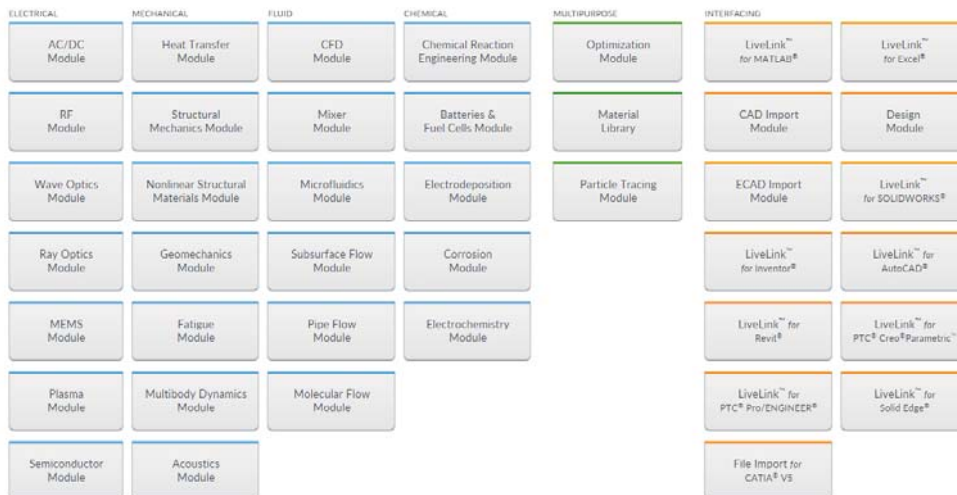 ELECTRICAL
AC/DC
Module
RF
Module
Wave Optics
Module
Ray Optics
Module
MEMS
Module
Plasma
Module
Semiconductor
Module
MECHANICAL
Heat Transfer
Module
Structural
Mechanics Module
Nonlinear Structural
Materials Module
Geomechanics
Module
Fatigue
Module
Multibody Dynamics
Module
Acoustics
Module
FLUID
CFD
Module
Mixer
Module
Microfluidics
Module
Subsurface Flow
Module
Pipe Flow
Module
Molecular Flow
Module
CHEMICAL
Chemical Reaction
Engineering Module
Batteries &
Fuel Cells Module
Electrodeposition
Module
Corrosion
Module
Electrochemistry
Module
MULTIPURPOSE
Optimization
Module
Material
Library
Particle Tracing
Module
INTERFACING
LiveLink™
for MATLAB®
LiveLink™
for Excel®
CAD Import
Module
Design
Module
ECAD Import
Module
LiveLink™
for SOLIDWORKS®
LiveLink™
for Inventor®
LiveLink™ for
AutoCAD®
LiveLink™ for
Revit®
LiveLink™ for
PTC® Creo® Parametric™
LiveLink™ for
PTC® Pro/ENGINEER®
LiveLink™ for
Solid Edge®
File Import for
CATIA® V5